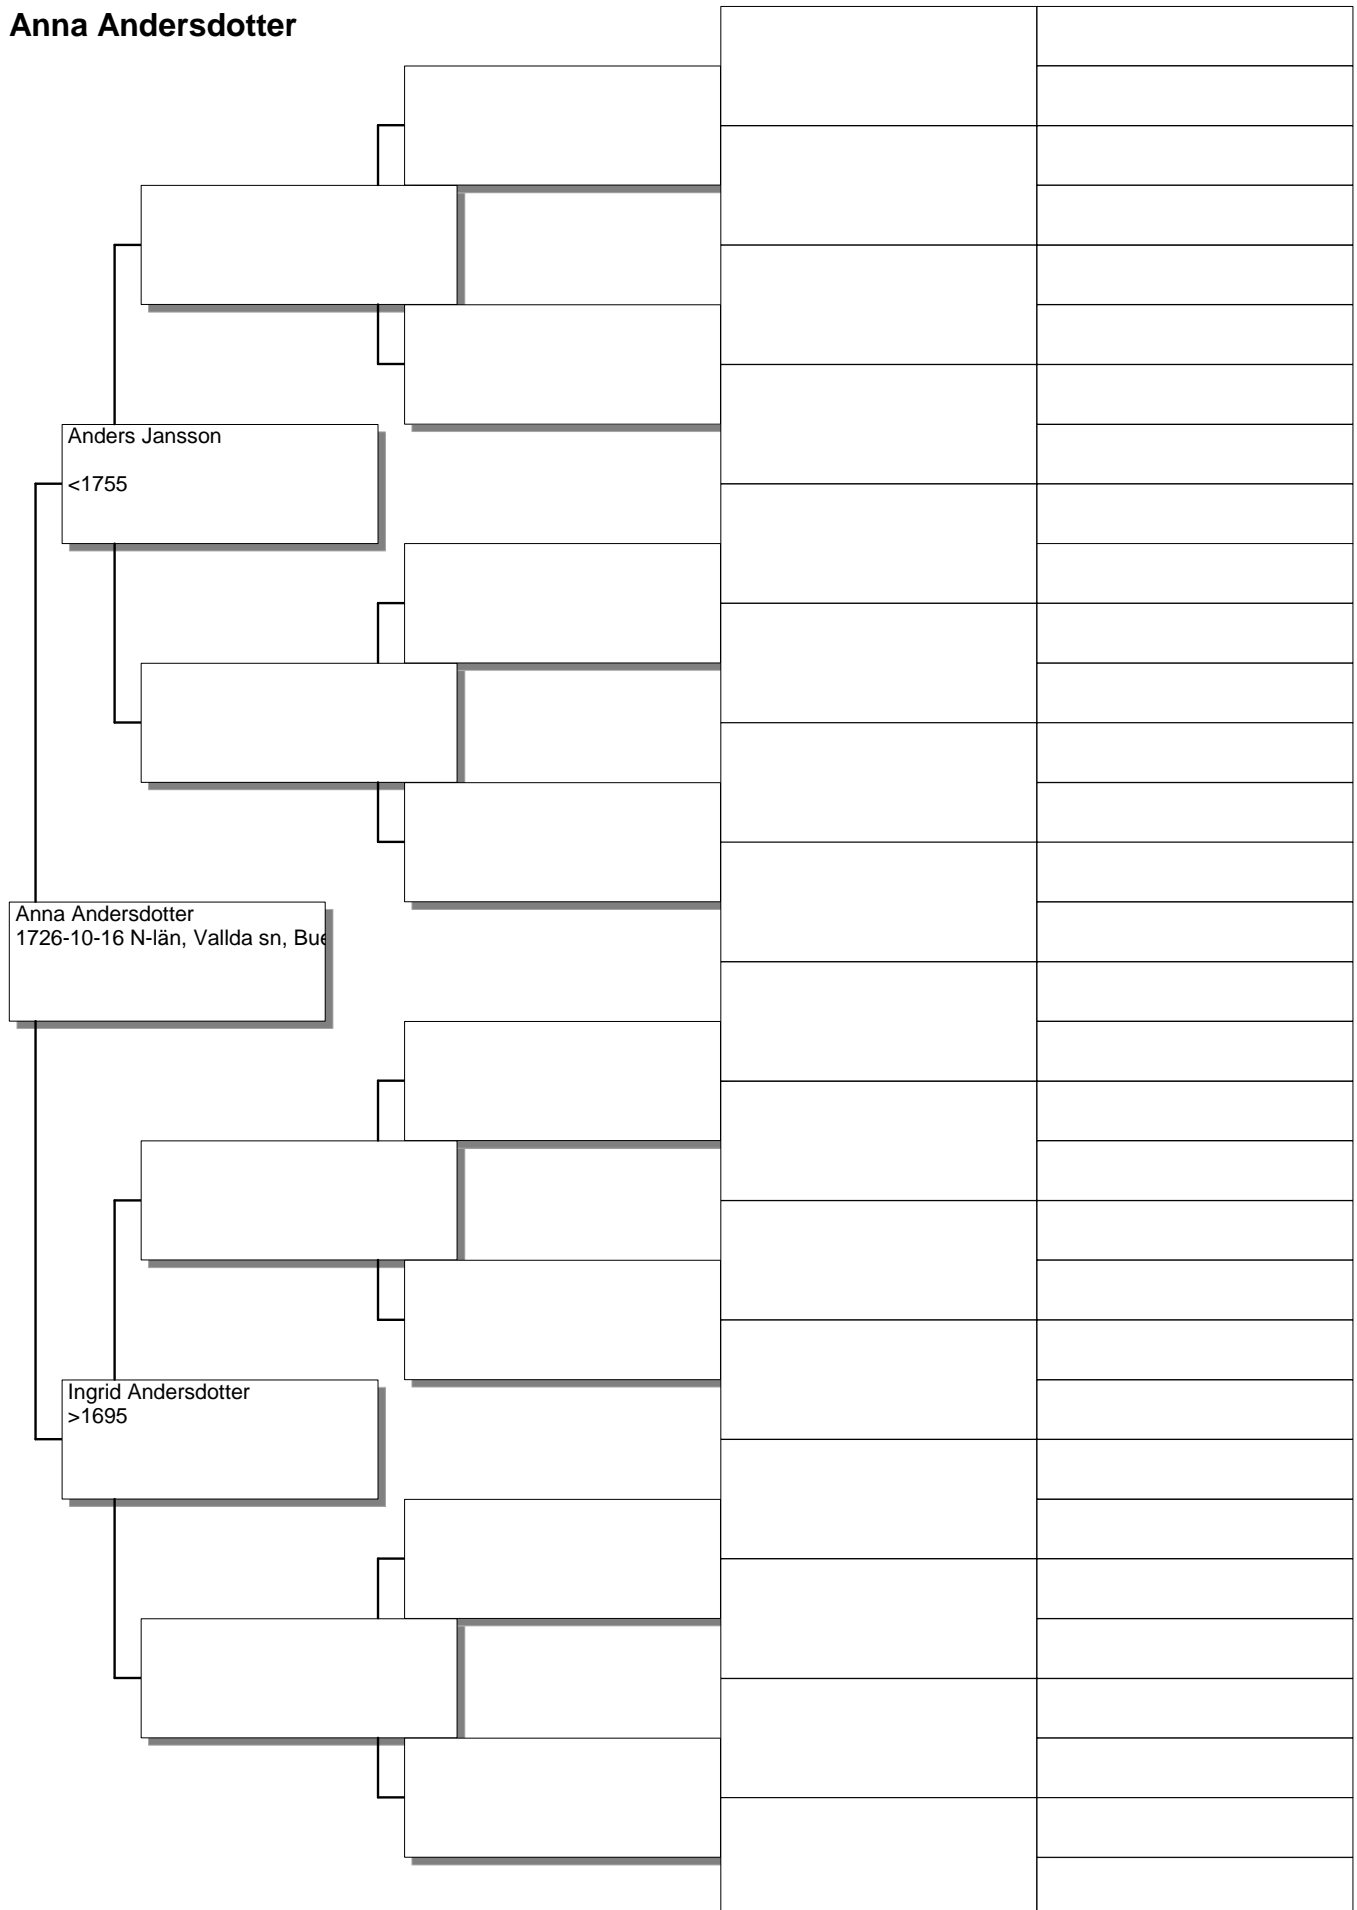 Anna Andersdotter
Anders Jansson
<1755
Anna Andersdotter
1726-10-16 N-län, Vallda sn,
Ingrid Andersdotter
>1695